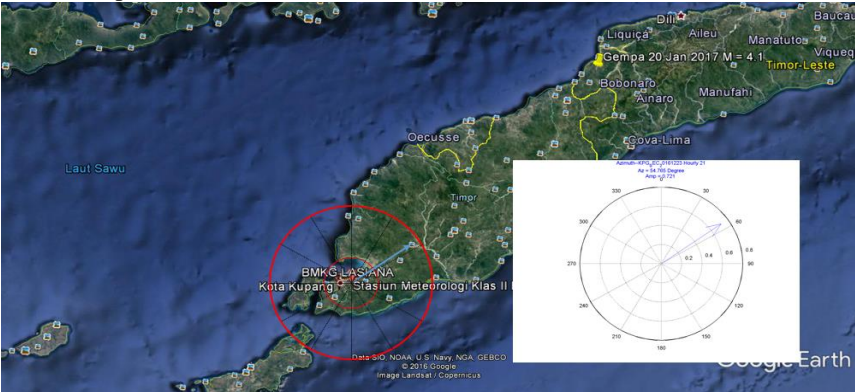 Dili
Baucau
Liquiça
Aileu
Manatuto
Viqueq
Gempa 20 Jan 2017 M = 4.1
Timor-Leste
Bobonaro
Ainaro
Manufahi
Oecusse
Cova-Lima
Laut Sawu
Timor
BMKG LASIANA
Kota Kupang
Stasiun Meteorologi Klas II
Az = 54.765 Degree
Amp = 0.721
0
330
30
300
60
270
0.2
0.4
0.6
0.8
90
240
120
210
150
180
Data SIO, NOAA, U.S. Navy, NGA, GEBCO
© 2016 Google
Image Landsat / Copernicus
Google Earth